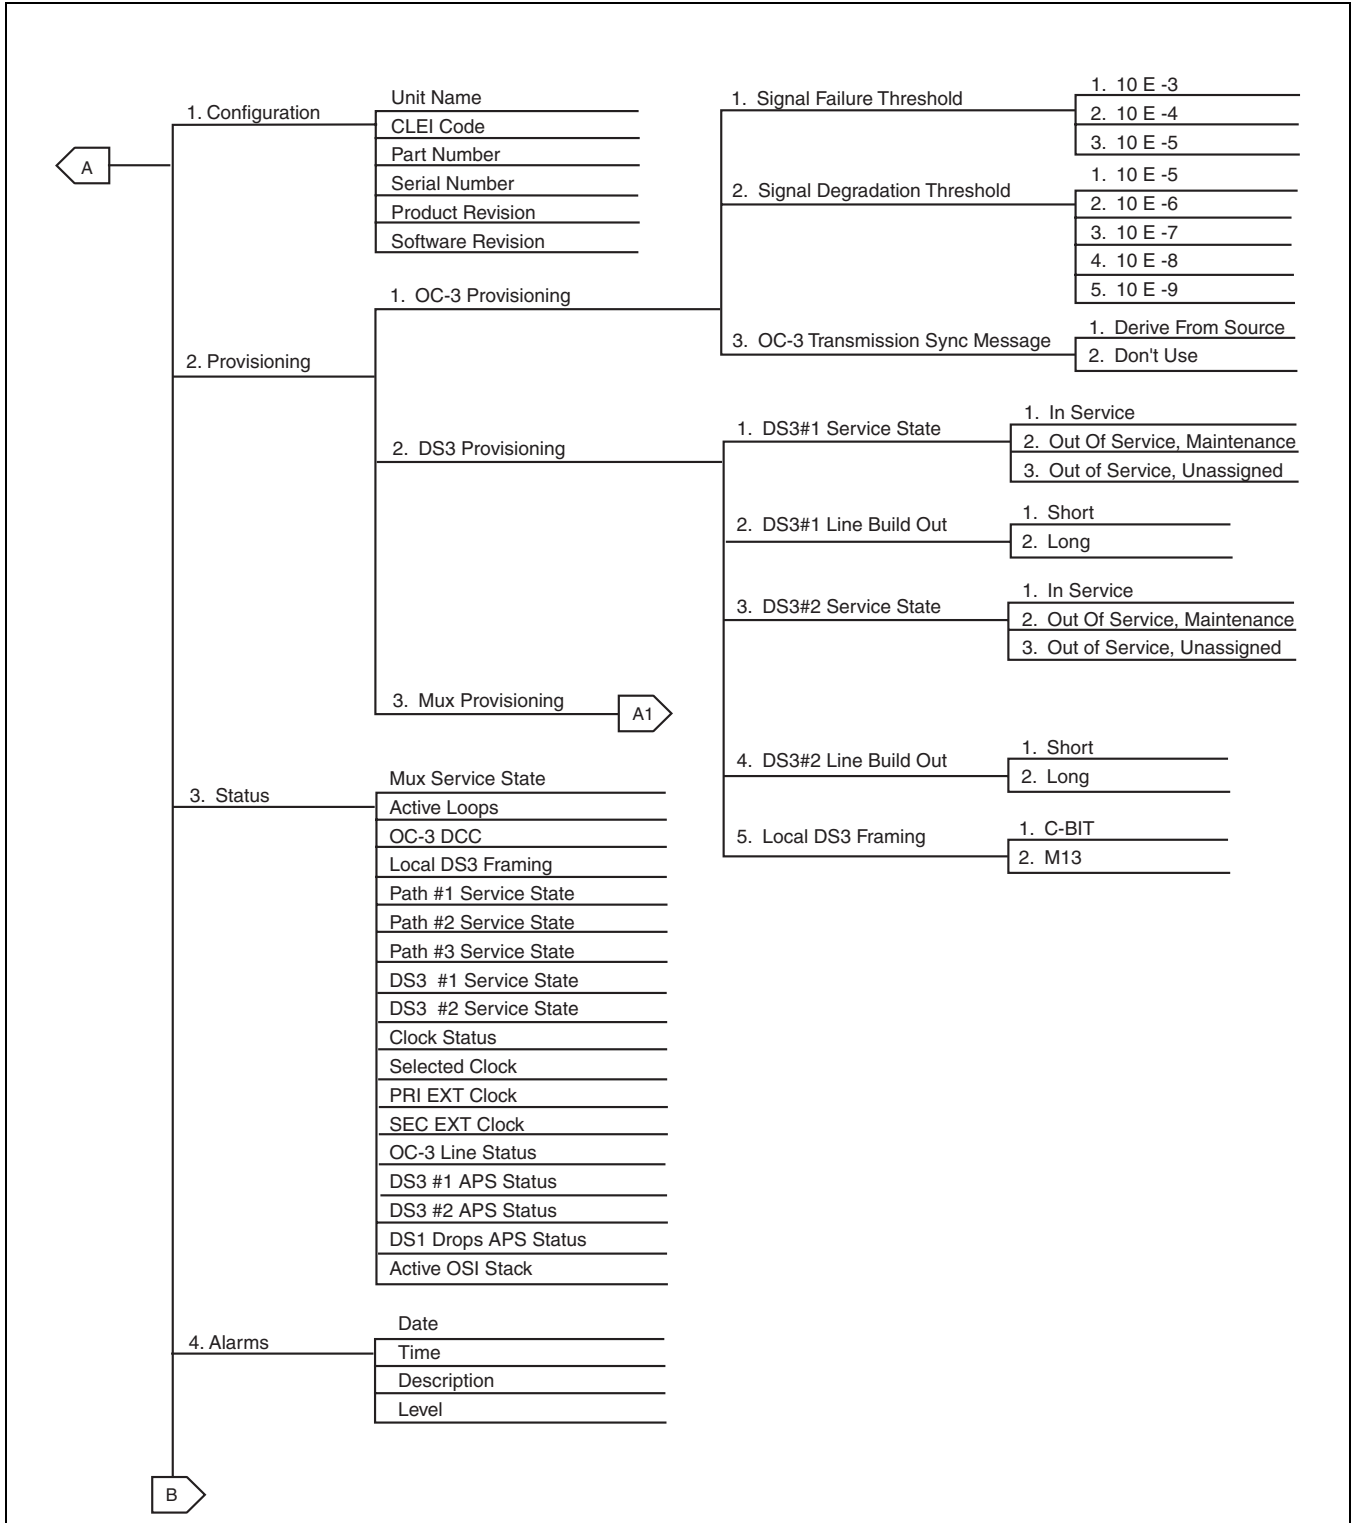 A
1. Configuration
Unit Name
CLEI Code
Part Number
Serial Number
Product Revision
Software Revision
2. Provisioning
1. OC-3 Provisioning
1. Signal Failure Threshold
1. 10 E -3
2. 10 E -4
3. 10 E -5
2. Signal Degradation Threshold
1. 10 E -5
2. 10 E -6
3. 10 E -7
4. 10 E -8
5. 10 E -9
3. OC-3 Transmission Sync Message
1. Derive From Source
2. Don't Use
2. DS3 Provisioning
1. DS3#1 Service State
1. In Service
2. Out Of Service, Maintenance
3. Out of Service, Unassigned
2. DS3#1 Line Build Out
1. Short
2. Long
3. DS3#2 Service State
1. In Service
2. Out Of Service, Maintenance
3. Out of Service, Unassigned
4. DS3#2 Line Build Out
1. Short
2. Long
5. Local DS3 Framing
1. C-BIT
2. M13
3. Mux Provisioning
A1
3. Status
Mux Service State
Active Loops
OC-3 DCC
Local DS3 Framing
Path #1 Service State
Path #2 Service State
Path #3 Service State
DS3 #1 Service State
DS3 #2 Service State
Clock Status
Selected Clock
PRI EXT Clock
SEC EXT Clock
OC-3 Line Status
DS3 #1 APS Status
DS3 #2 APS Status
DS1 Drops APS Status
Active OSI Stack
4. Alarms
Date
Time
Description
Level
B